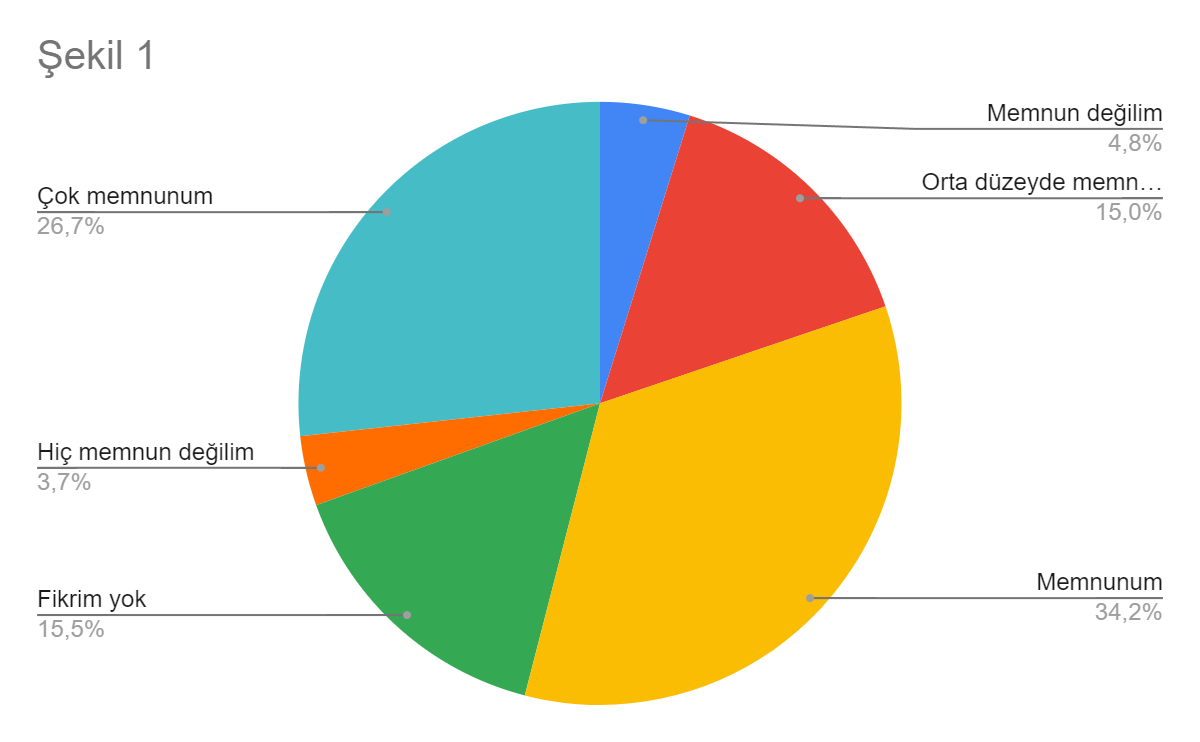 Şekil 1
Memnun değilim
4,8%
Orta düzeyde memn…
15,0%
Memnunum
34,2%
Fikrim yok
15,5%
Hiç memnun değilim
3,7%
Çok memnunum
26,7%